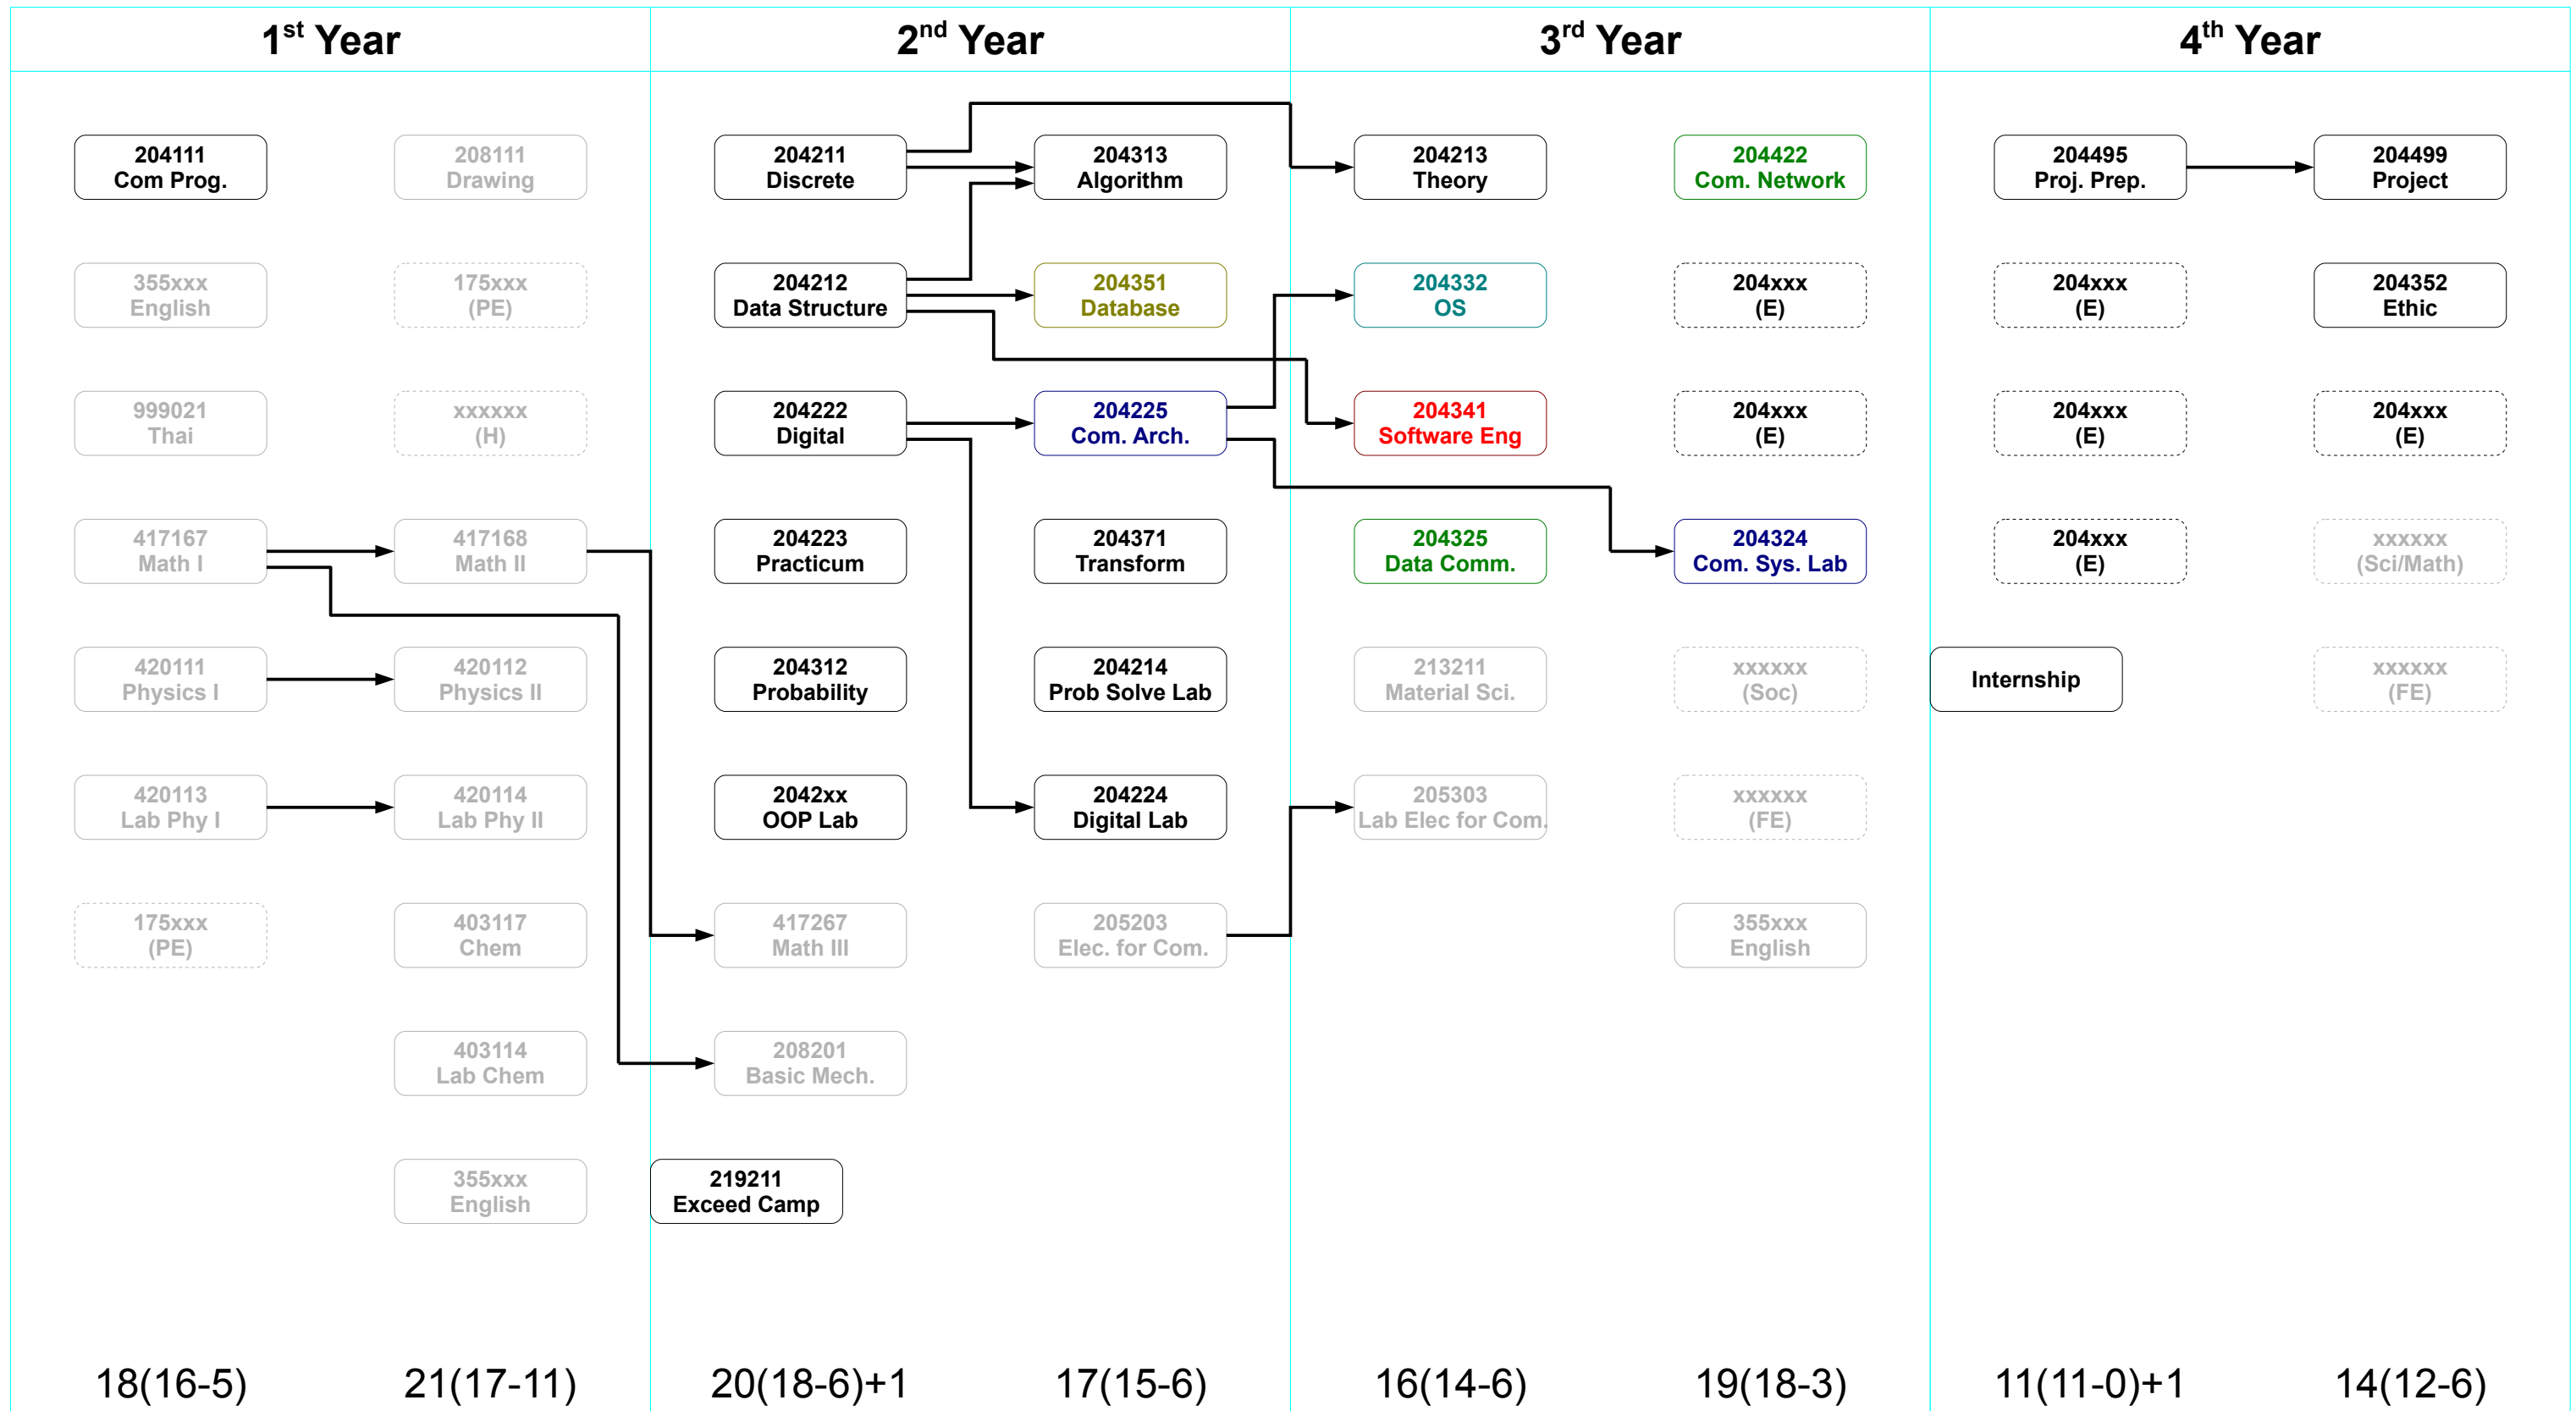 1st Year
2nd Year
3rd Year
4th Year
204111
Com Prog.
355xxx
English
999021
Thai
417167
Math I
420111
Physics I
420113
Lab Phy I
175xxx
(PE)
18(16-5)
208111
Drawing
175xxx
(PE)
xxxxxx
(H)
417168
Math II
420112
Physics II
420114
Lab Phy II
403117
Chem
403114
Lab Chem
355xxx
English
21(17-11)
204211
Discrete
204212
Data Structure
204222
Digital
204223
Practicum
204312
Probability
2042xx
OOP Lab
417267
Math III
208201
Basic Mech.
219211
Exceed Camp
20(18-6)+1
204313
Algorithm
204351
Database
204225
Com. Arch.
204371
Transform
204214
Prob Solve Lab
204224
Digital Lab
205203
Elec. for Com.
17(15-6)
204213
Theory
204332
OS
204341
Software Eng
204325
Data Comm.
213211
Material Sci.
205303
Lab Elec for Com.
16(14-6)
204422
Com. Network
204xxx
(E)
204xxx
(E)
204324
Com. Sys. Lab
xxxxxx
(Soc)
xxxxxx
(FE)
355xxx
English
19(18-3)
204495
Proj. Prep.
204xxx
(E)
204xxx
(E)
204xxx
(E)
Internship
11(11-0)+1
204499
Project
204352
Ethic
204xxx
(E)
xxxxxx
(Sci/Math)
xxxxxx
(FE)
14(12-6)